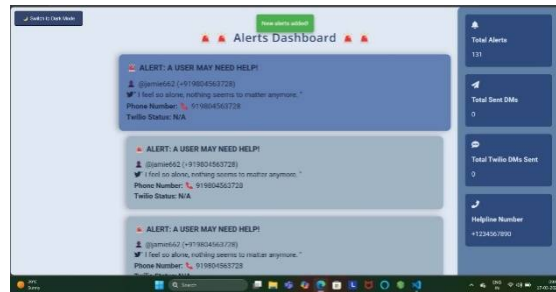 Switch to Dark Mode
New alerts added!
Alerts Dashboard
ALERT: A USER MAY NEED HELP!
@jamie662 (+919804563728)
" I feel so alone, nothing seems to matter anymore. "
Phone Number: 919804563728
Twilio Status: N/A
ALERT: A USER MAY NEED HELP!
@jamie662 (+919804563728)
" I feel so alone, nothing seems to matter anymore. "
Phone Number: 919804563728
Twilio Status: N/A
ALERT: A USER MAY NEED HELP!
@jamie662 (+919804563728)
" I feel so alone, nothing seems to matter anymore. "
Phone Number: 919804563728
Total Alerts
131
Total Sent DMs
0
Total Twilio DMs Sent
0
Helpline Number
+1234567890
Sunny
Search
ENG
IN